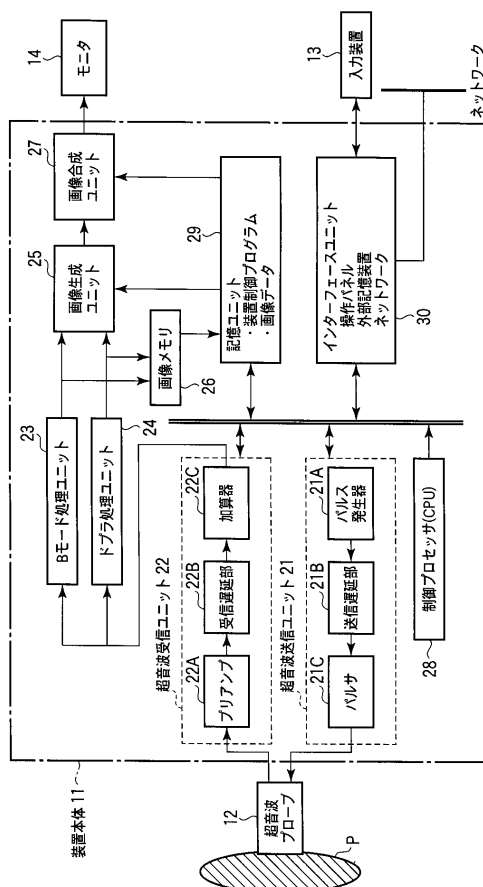 装置本体 11
12
超音波
プローブ
P
23
Bモード処理ユニット
24
ドプラ処理ユニット
25
画像生成
ユニット
27
画像合成
ユニット
14
モニタ
画像メモリ
26
超音波受信ユニット 22
22A
プリアンプ
22B
受信遅延部
22C
加算器
29
記憶ユニット
・装置制御プログラム
・画像データ
超音波送信ユニット 21
21C
パルサ
21B
送信遅延部
21A
パルス
発生器
インターフェースユニット
操作パネル
外部記憶装置
ネットワーク
30
13
入力装置
ネットワーク
28
制御プロセッサ(CPU)